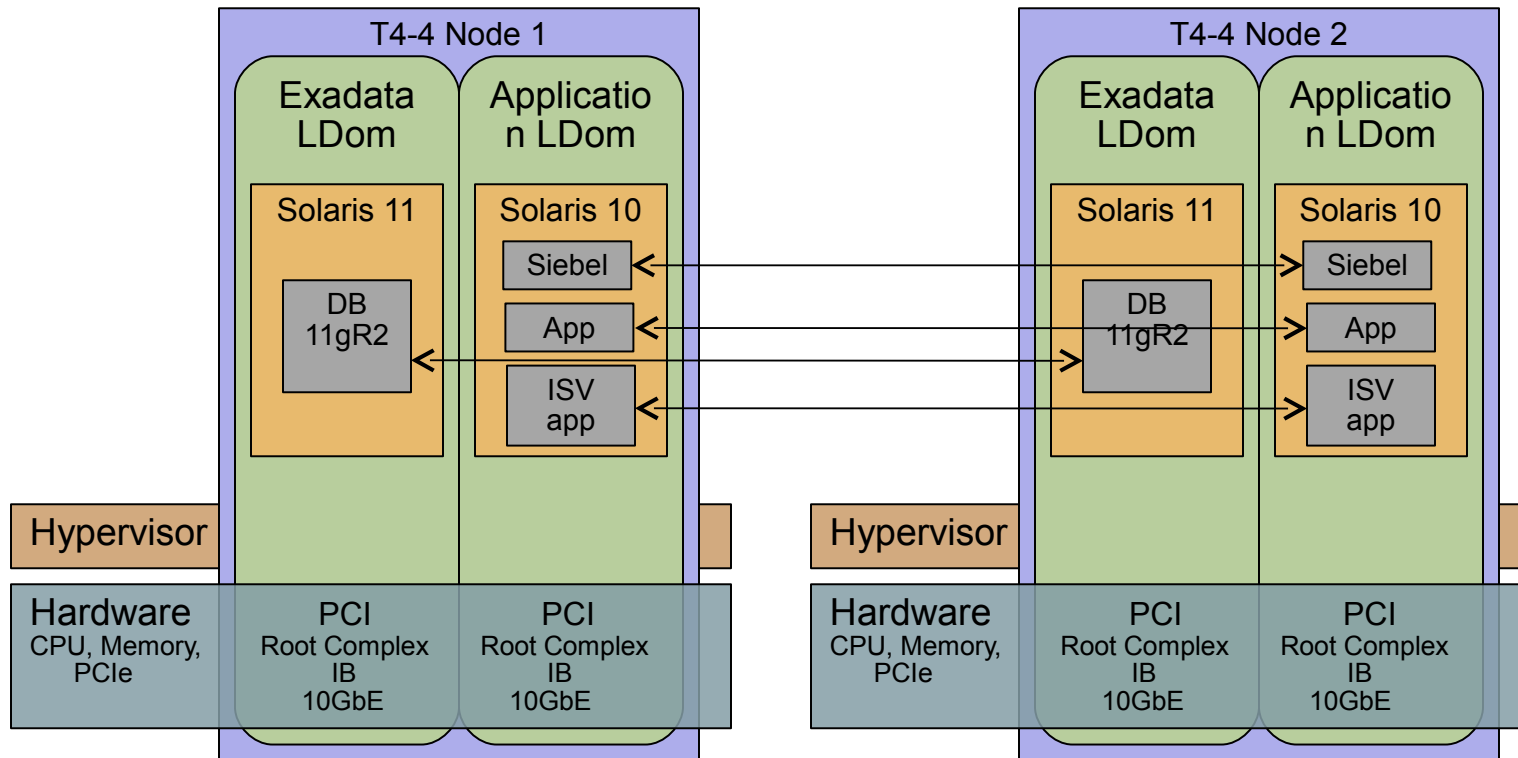 T4-4 Node 1
Exadata
LDom
Applicatio
n LDom
Solaris 11
Solaris 10
Siebel
DB
11gR2
App
ISV
app
Hypervisor
Hardware
CPU, Memory,
PCIe
PCI
Root Complex
IB
10GbE
PCI
Root Complex
IB
10GbE
T4-4 Node 2
Exadata
LDom
Applicatio
n LDom
Solaris 11
Solaris 10
Siebel
DB
11gR2
App
ISV
app
Hypervisor
Hardware
CPU, Memory,
PCIe
PCI
Root Complex
IB
10GbE
PCI
Root Complex
IB
10GbE